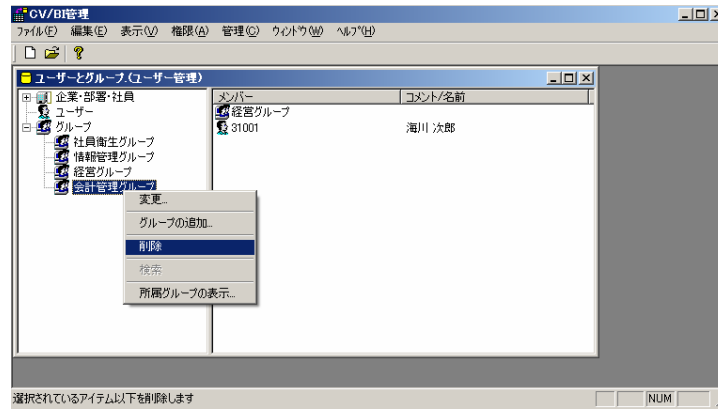 CV/BI管理
ファイル(F) 編集(E) 表示(V) 権限(A) 管理(C) ウィンドウ(W) ヘルプ(H)
ユーザーとグループ.(ユーザー管理)
企業・部署・社員
ユーザー
グループ
社員衛生グループ
情報管理グループ
経営グループ
会計管理グループ
メンバー コメント/名前
経営グループ
31001 海川 次郎
変更...
グループの追加...
削除
検索
所属グループの表示...
選択されているアイテム以下を削除します
NUM